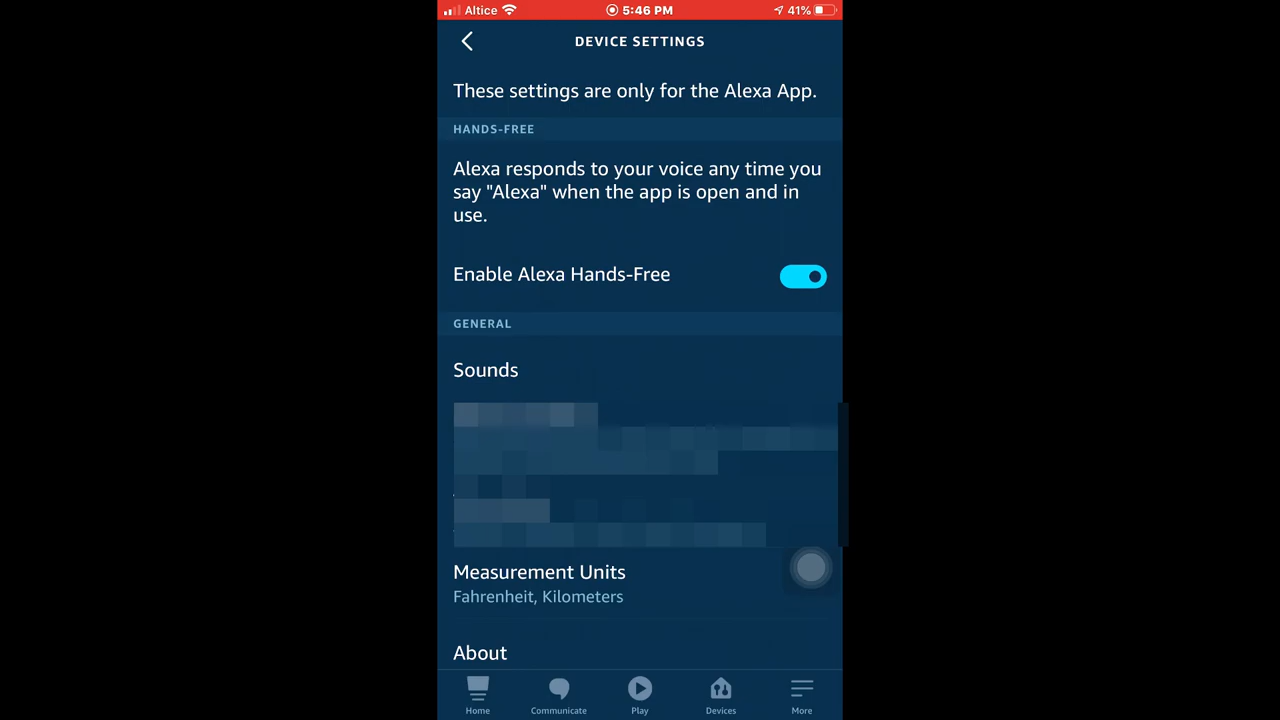 Altice 5:46 PM 41%
DEVICE SETTINGS
These settings are only for the Alexa App.
HANDS-FREE
Alexa responds to your voice any time you
say "Alexa" when the app is open and in
use.
Enable Alexa Hands-Free
GENERAL
Sounds
Measurement Units
Fahrenheit, Kilometers
About
Home Communicate Play Devices More